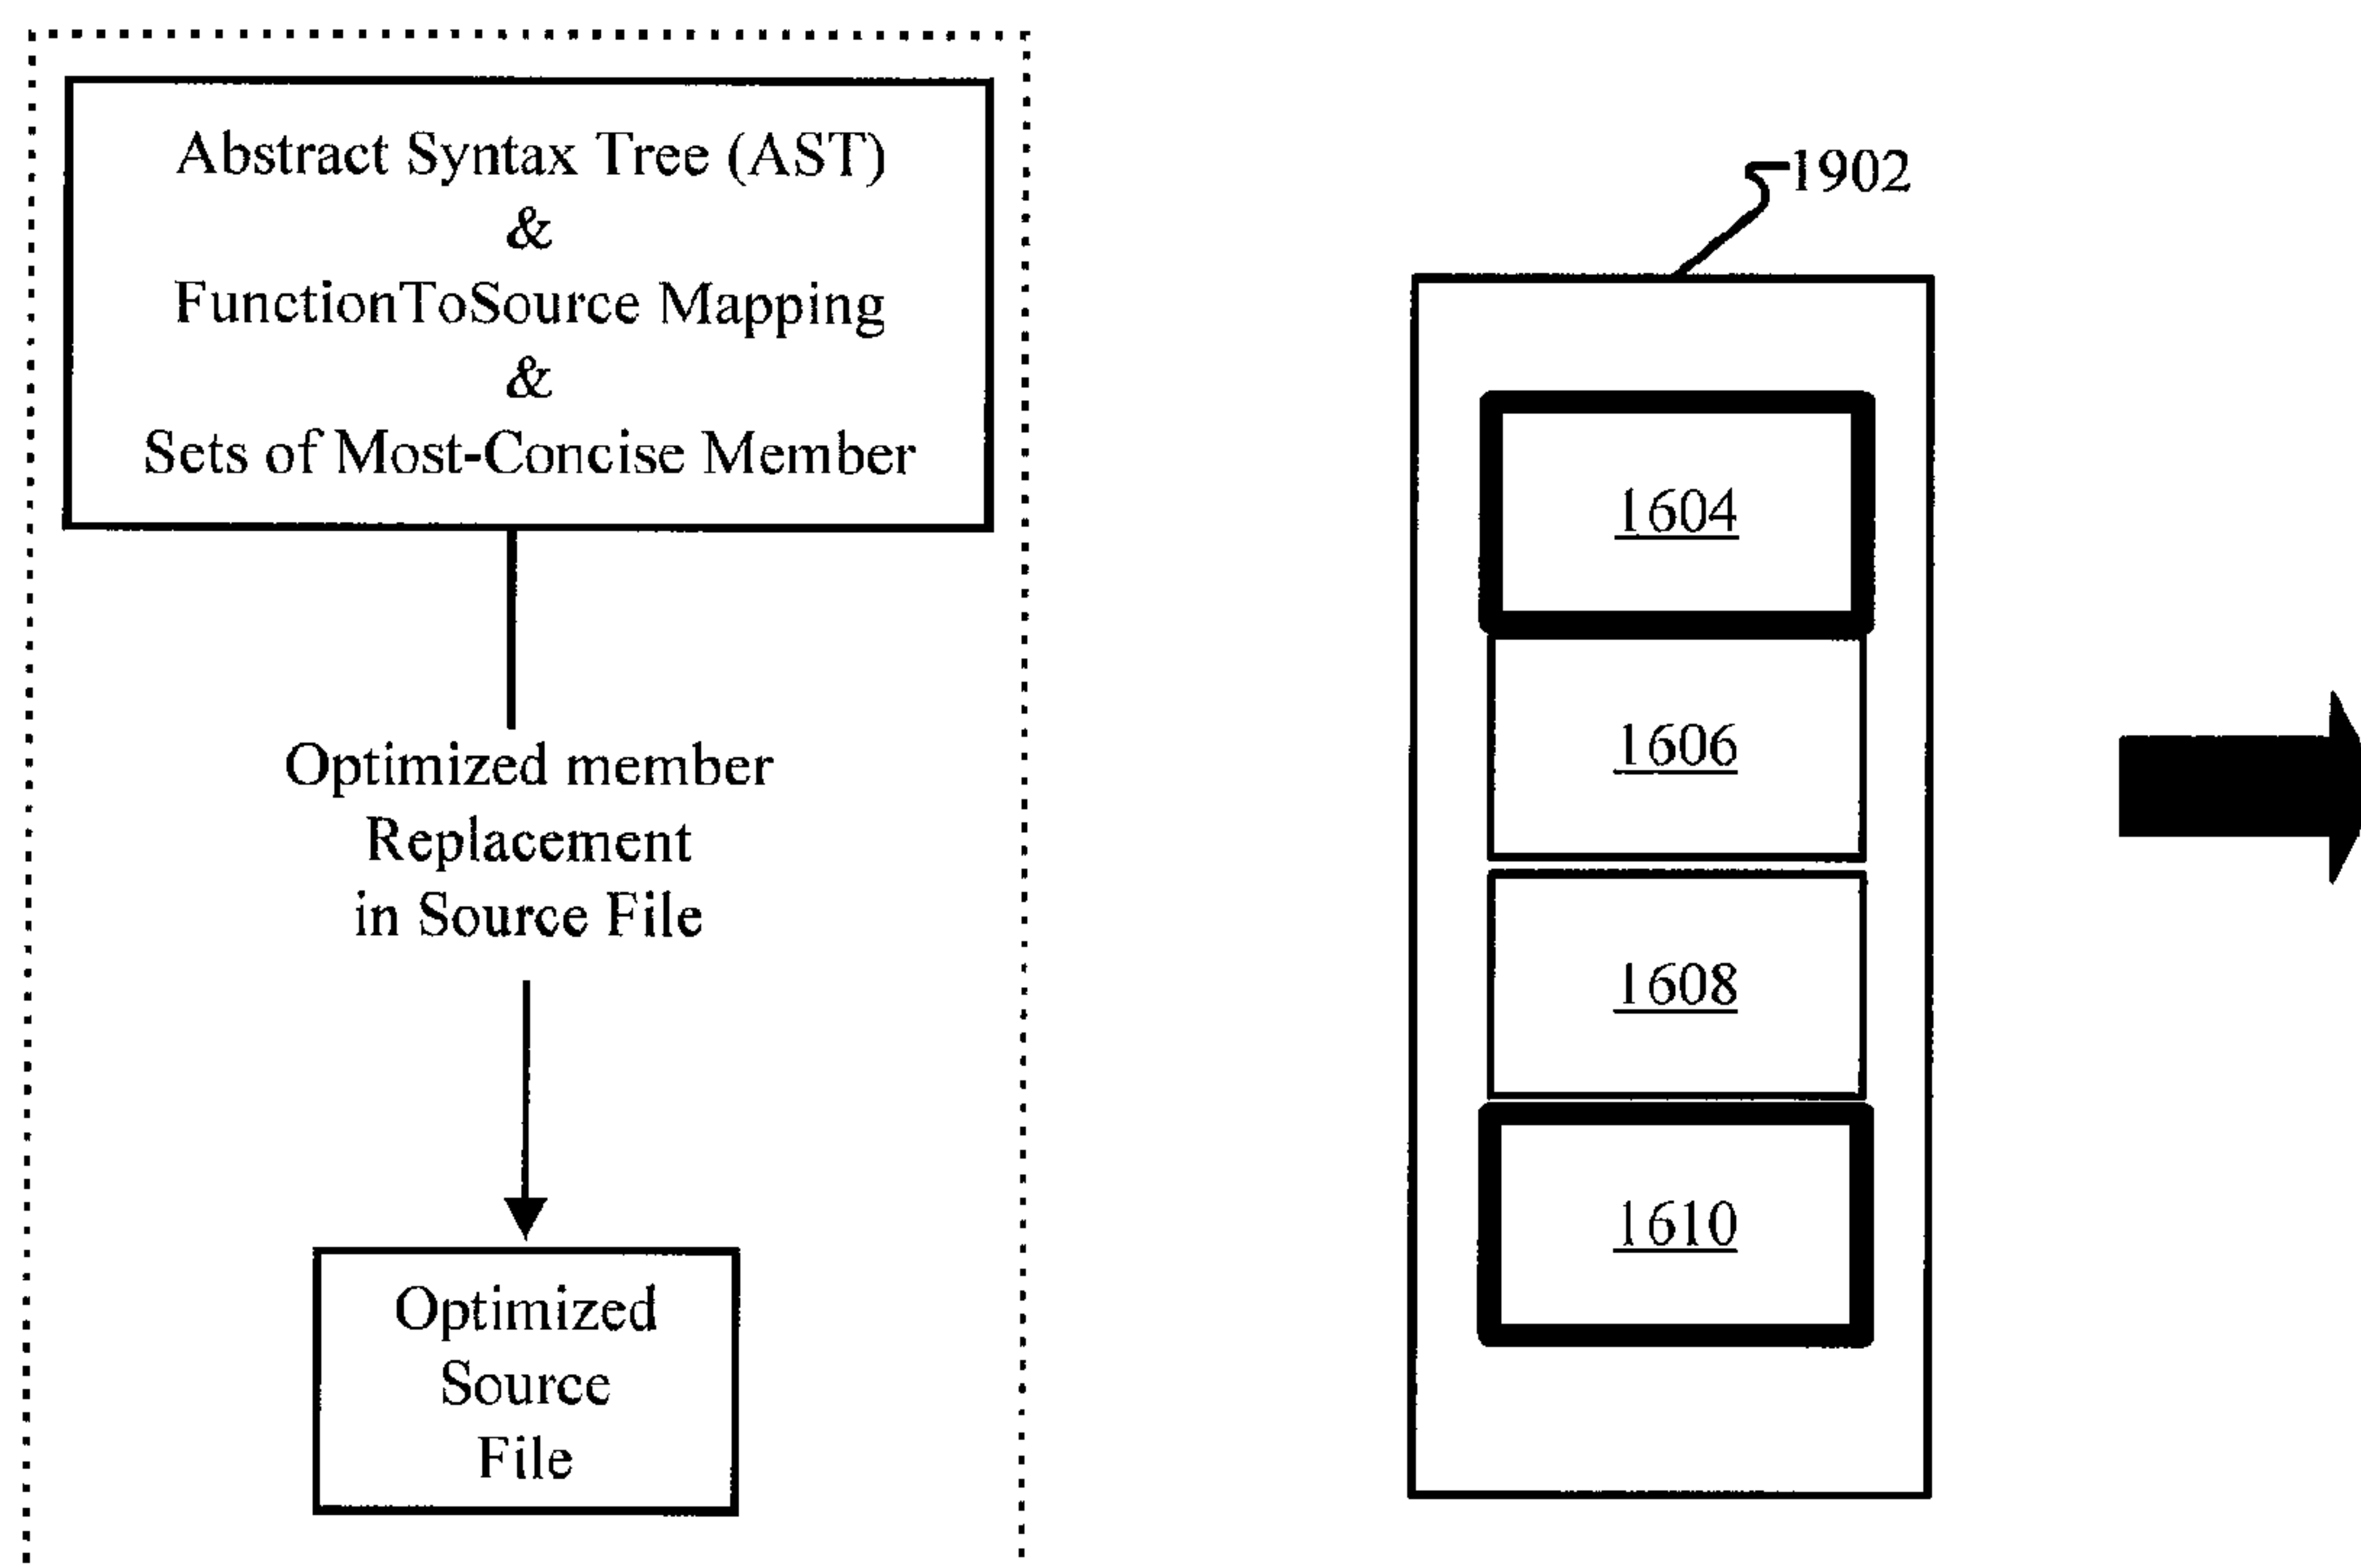 Abstract Syntax Tree (AST)
&
FunctionToSource Mapping
&
Sets of Most-Concise Member
Optimized member
Replacement
in Source File
Optimized
Source
File
1902
1604
1606
1608
1610